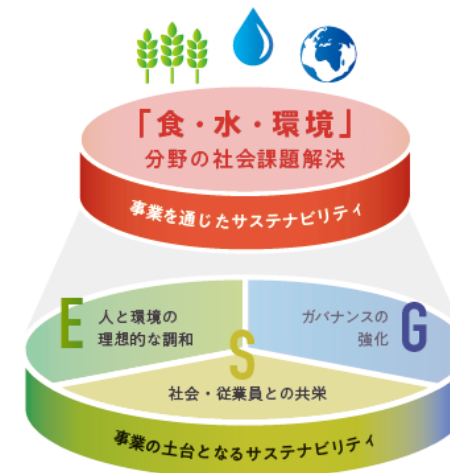 「食・水・環境」
分野の社会課題解決
事業を通じたサステナビリティ
E
人と環境の
理想的な調和
ガバナンスの
強化
G
S
社会・従業員との共栄
事業の土台となるサステナビリティ